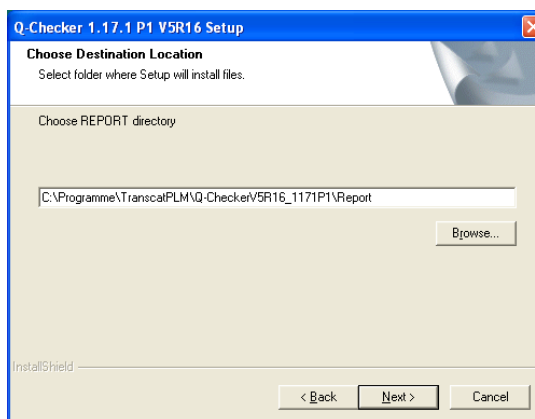 Q-Checker 1.17.1 P1 V5R16 Setup
Choose Destination Location
Select folder where Setup will install files.
Choose REPORT directory
C:\Programme\TranscatPLM\Q-CheckerV5R16_1171P1\Report
Browse...
InstallShield
< Back Next > Cancel